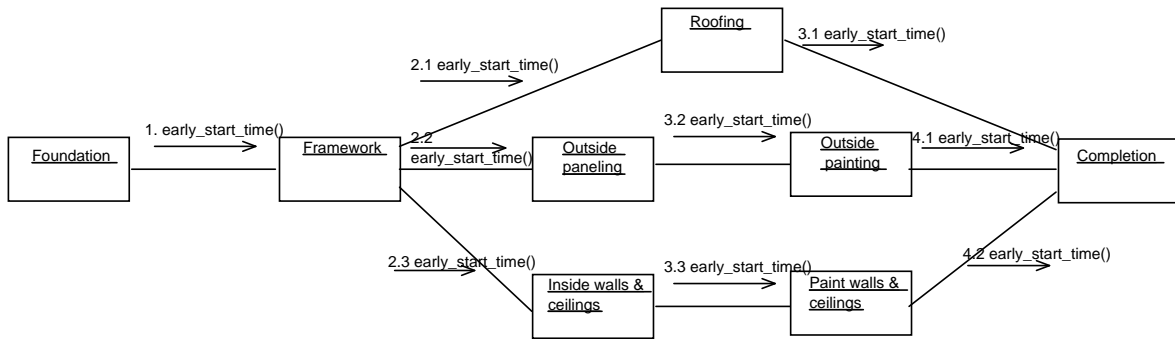 Roofing
3.1 early_start_time()
2.1 early_start_time()
1. early_start_time()
3.2 early_start_time()
Foundation
Framework
2.2
early_start_time()
Outside
paneling
Outside
painting
4.1 early_start_time()
Completion
2.3 early_start_time()
3.3 early_start_time()
4.2 early_start_time()
Inside walls &
ceilings
Paint walls &
ceilings